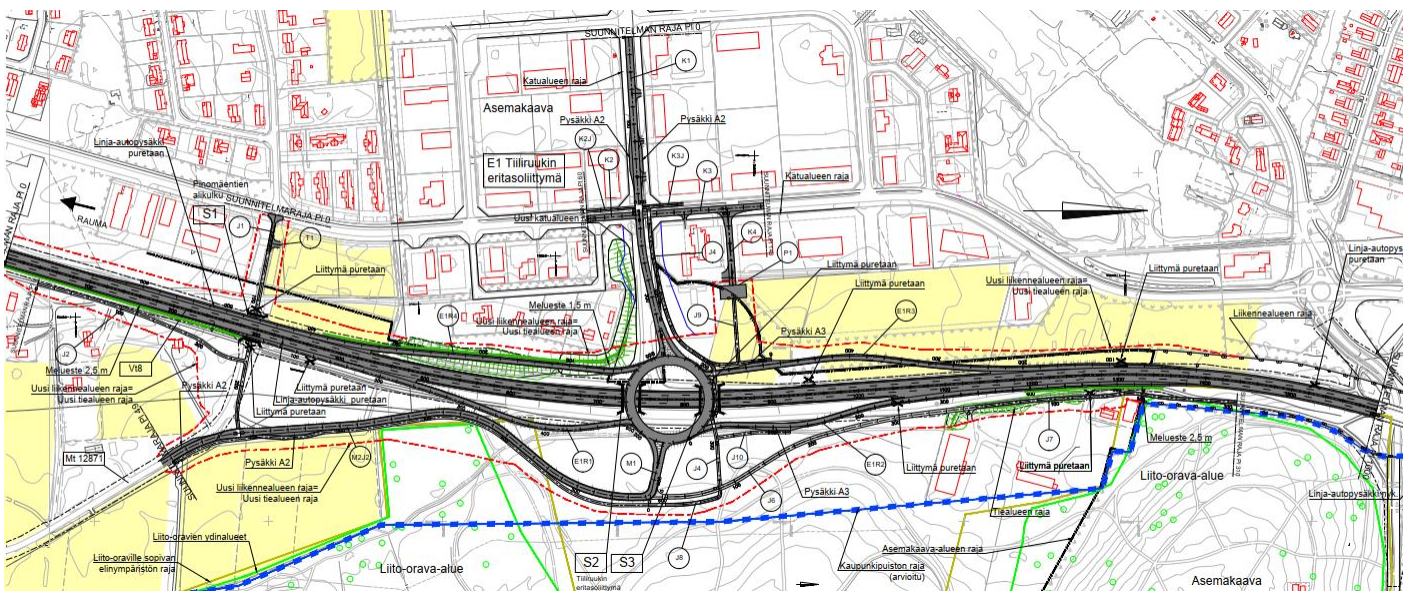 SUUNNITELMAN RAJA Pl 0
K1
Katualueen raja
Asemakaava
Pysäkki A2
Pysäkki A2
K2J
K2
Linja-autopysäkki
puretaan
E1 Tiiliruukin
eritasoliittymä
K3J
K3
Katualueen raja
Pinomäentien
alikulku
SUUNNITELMARAJA Pl 0
S1
RAUMA
J1
T1
Uusi katualueen raja
J4
K4
P1
Linja-autopys
puretaan
Liittymä puretaan
Liittymä puretaan
Liittymä puretaan
Uusi liikennealueen raja=
Uusi tiealueen raja
Liittymä puretaan
Liikennealueen raja
E1R4
Melueste 1,5 m
Uusi liikennealueen raja=
Uusi tiealueen raja
J9
Pysäkki A3
E1R3
J2
Melueste 2,5 m
Vt8
Uusi liikennealueen raja=
Uusi tiealueen raja
Pysäkki A2
Liittymä puretaan
Linja-autopysäkki puretaan
Liittymä puretaan
Mt 12871
Pysäkki A2
M2J2
Uusi liikennealueen raja=
Uusi tiealueen raja
E1R1
M1
J4
J10
J6
Pysäkki A3
E1R2
Liittymä puretaan
J7
Liittymä puretaan
Melueste 2,5 m
Liito-orava-alue
Tiealueen raja
Linja-autopysäkki nyk.
Liito-oravien ydinalueet
Liito-oraville sopivan
elinympäristön raja
Liito-orava-alue
S2
S3
Tiiliruukin
eritasoliittymä
J8
Kaupunkipuiston raja
(arvioitu)
Asemakaava-alueen raja
Asemakaava